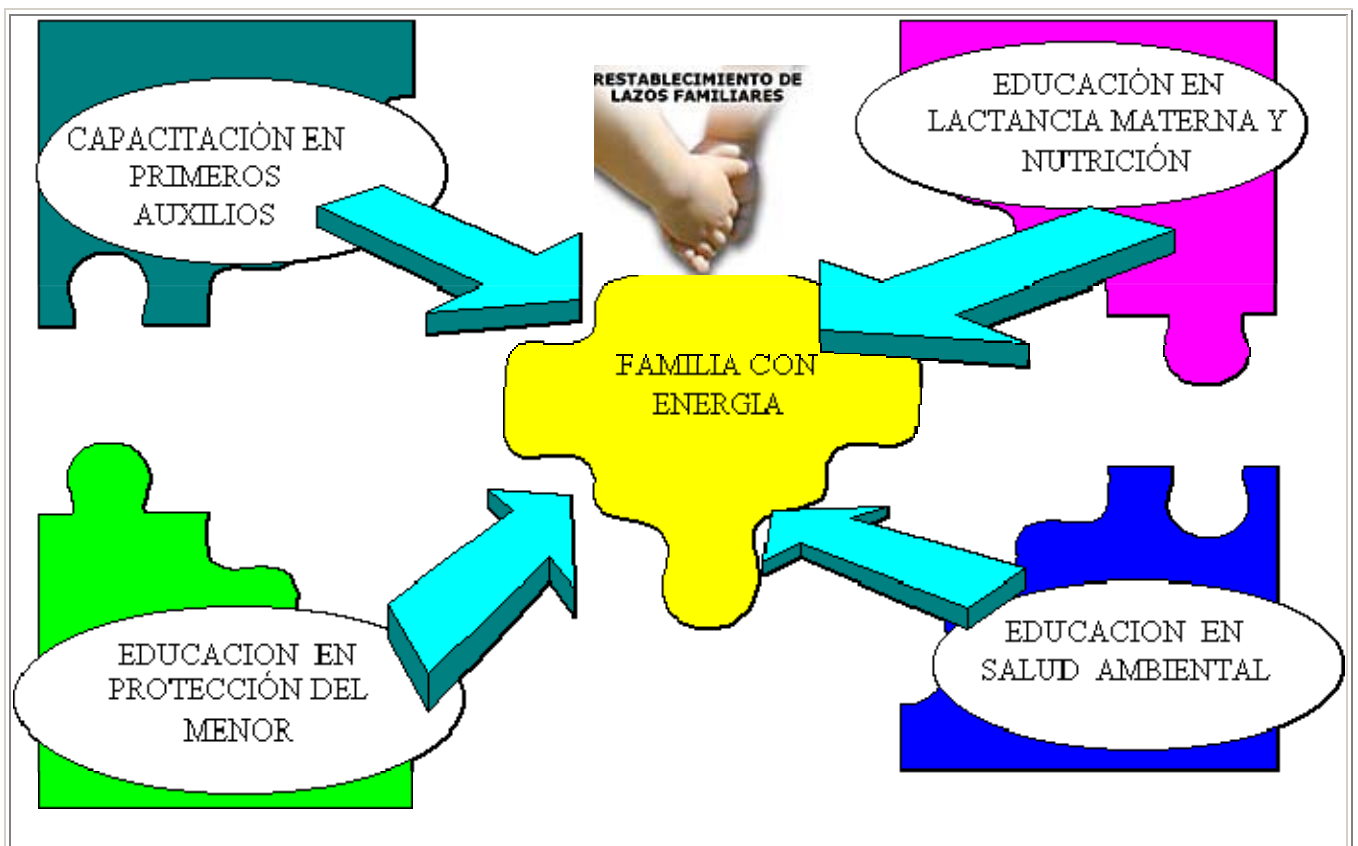 RESTABLECIMIENTO DE
LAZOS FAMILIARES
CAPACITACIÓN EN
PRIMEROS
AUXILIOS
EDUCACIÓN EN
LACTANCIA MATERNA Y
NUTRICIÓN
FAMILIA CON
ENERGIA
EDUCACION EN
PROTECCIÓN DEL
MENOR
EDUCACION EN
SALUD AMBIENTAL